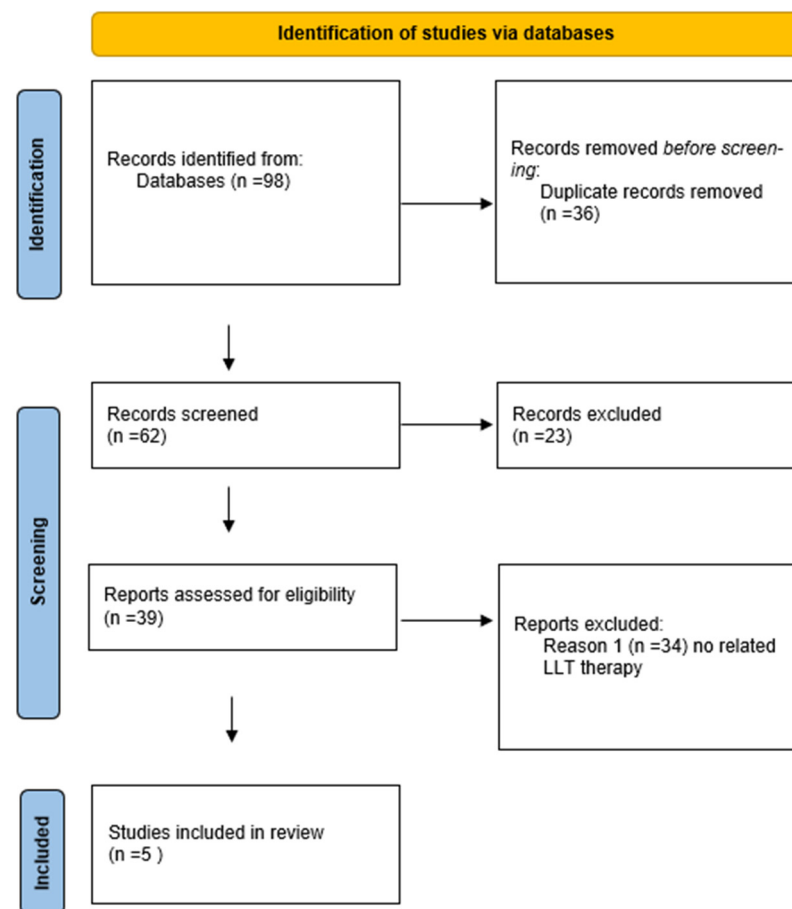 Identification of studies via databases
Identification
Records identified from:
Databases (n =98)
Records removed before screen-
ing:
Duplicate records removed
(n =36)
Screening
Records screened
(n =62)
Records excluded
(n =23)
Reports assessed for eligibility
(n =39)
Reports excluded:
Reason 1 (n =34) no related
LLT therapy
Included
Studies included in review
(n =5 )